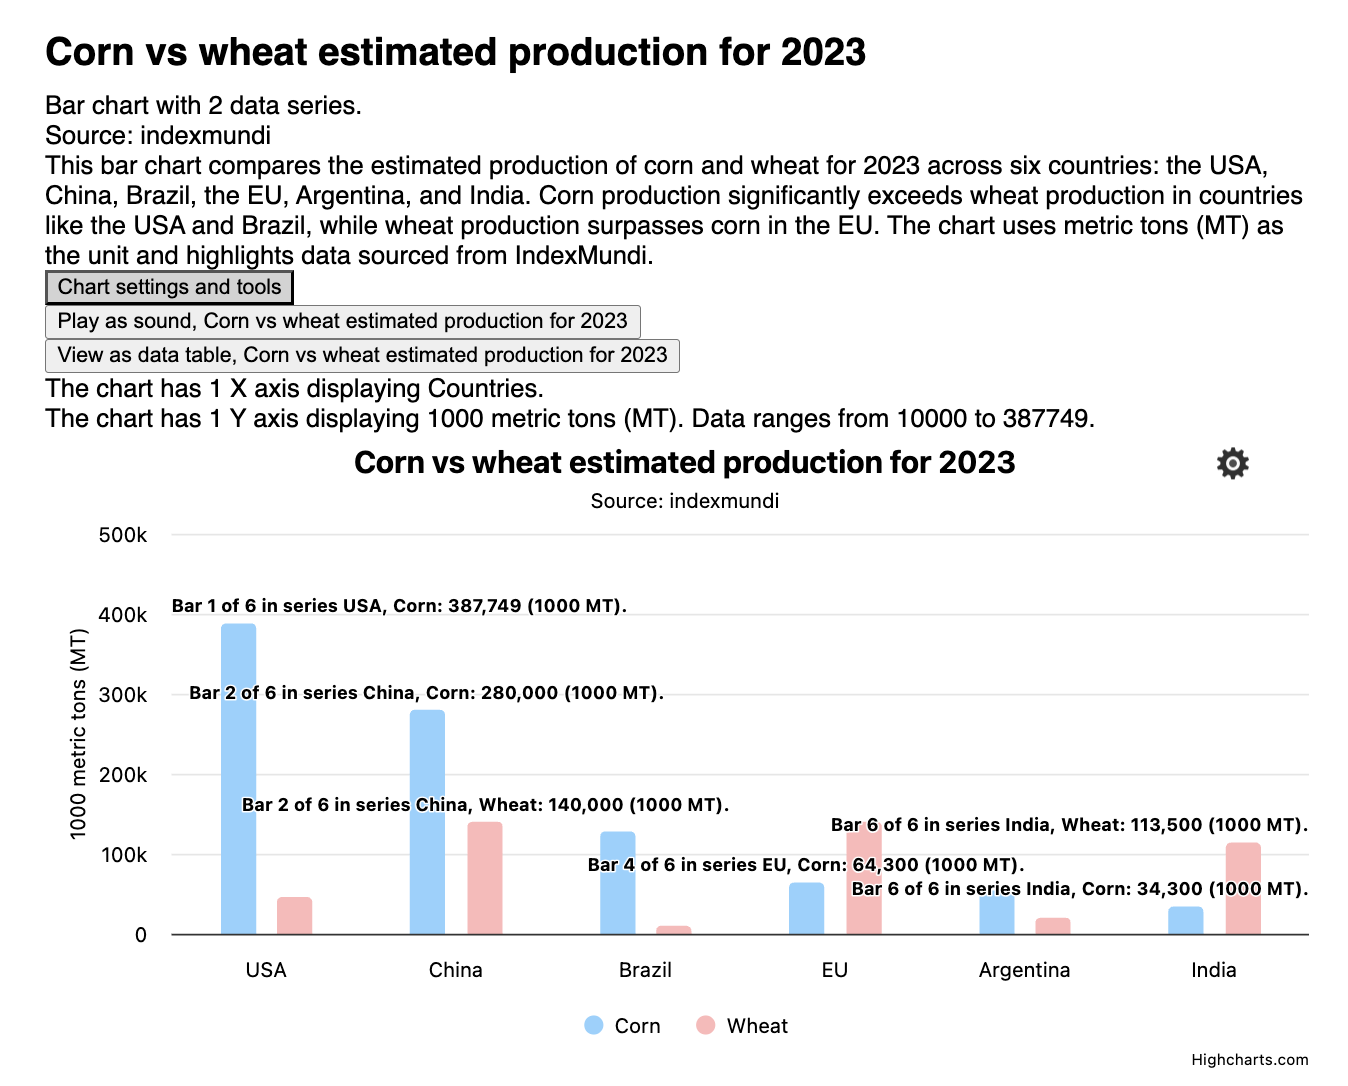 Corn vs wheat estimated production for 2023
Bar chart with 2 data series.
Source: indexmundi
This bar chart compares the estimated production of corn and wheat for 2023 across six countries: the USA,
China, Brazil, the EU, Argentina, and India. Corn production significantly exceeds wheat production in countries
like the USA and Brazil, while wheat production surpasses corn in the EU. The chart uses metric tons (MT) as
the unit and highlights data sourced from IndexMundi.
Chart settings and tools
Play as sound, Corn vs wheat estimated production for 2023
View as data table, Corn vs wheat estimated production for 2023
The chart has 1 X axis displaying Countries.
The chart has 1 Y axis displaying 1000 metric tons (MT). Data ranges from 10000 to 387749.
Corn vs wheat estimated production for 2023
Source: indexmundi
1000 metric tons (MT)
500k
400k
300k
200k
100k
0
Bar 1 of 6 in series USA, Corn: 387,749 (1000 MT).
Bar 2 of 6 in series China, Corn: 280,000 (1000 MT).
Bar 2 of 6 in series China, Wheat: 140,000 (1000 MT).
Bar 6 of 6 in series India, Wheat: 113,500 (1000 MT).
Bar 4 of 6 in series EU, Corn: 64,300 (1000 MT).
Bar 6 of 6 in series India, Corn: 34,300 (1000 MT).
USA
China
Brazil
EU
Argentina
India
Corn
Wheat
Highcharts.com